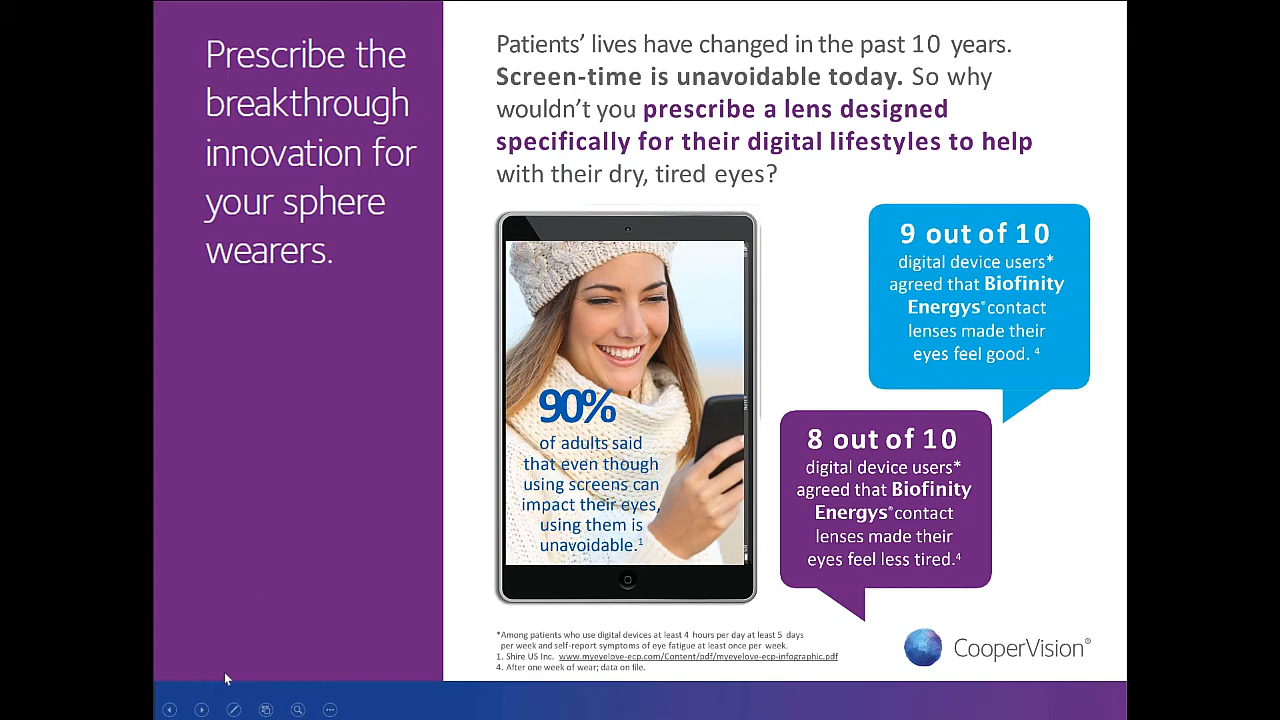 Prescribe the
breakthrough
innovation for
your sphere
wearers.
Patients’ lives have changed in the past 10 years.
Screen-time is unavoidable today. So why
wouldn’t you prescribe a lens designed
specifically for their digital lifestyles to help
with their dry, tired eyes?
90%
of adults said
that even though
using screens can
impact their eyes,
using them is
unavoidable.1
9 out of 10
digital device users*
agreed that Biofinity
Energys® contact
lenses made their
eyes feel good. 4
8 out of 10
digital device users*
agreed that Biofinity
Energys® contact
lenses made their
eyes feel less tired.4
*Among patients who use digital devices at least 4 hours per day at least 5 days
per week and self-report symptoms of eye fatigue at least once per week.
1. Shire US Inc. www.myeyelove-ecp.com/Content/pdf/myeyelove-ecp-infographic.pdf
4. After one week of wear; data on file.
CooperVision®